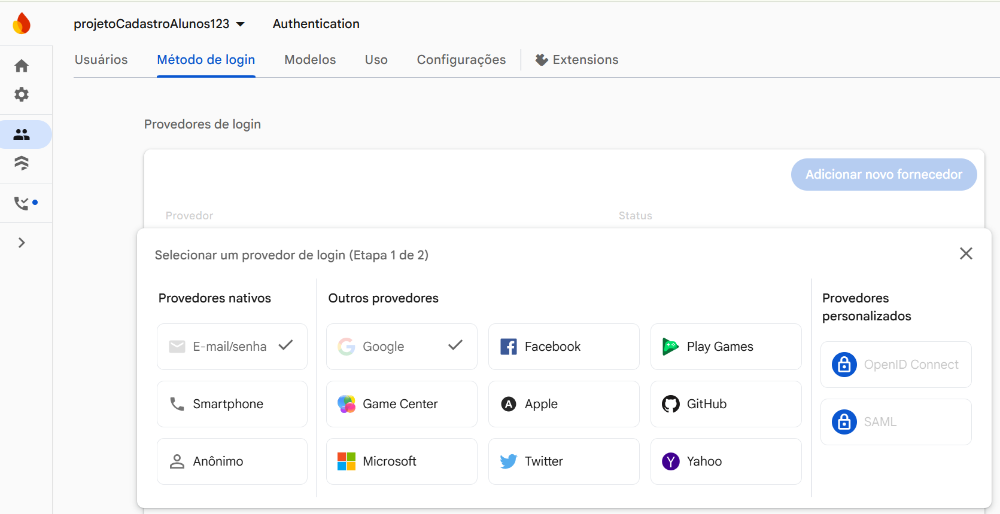 projetoCadastroAlunos123
Authentication
Usuários
Método de login
Modelos
Uso
Configurações
Extensions
Provedores de login
Adicionar novo fornecedor
Provedor
Status
Selecionar um provedor de login (Etapa 1 de 2)
Provedores nativos
E-mail/senha
Smartphone
Anônimo
Outros provedores
Google
Facebook
Play Games
Game Center
Apple
GitHub
Microsoft
Twitter
Yahoo
Provedores
personalizados
OpenID Connect
SAML